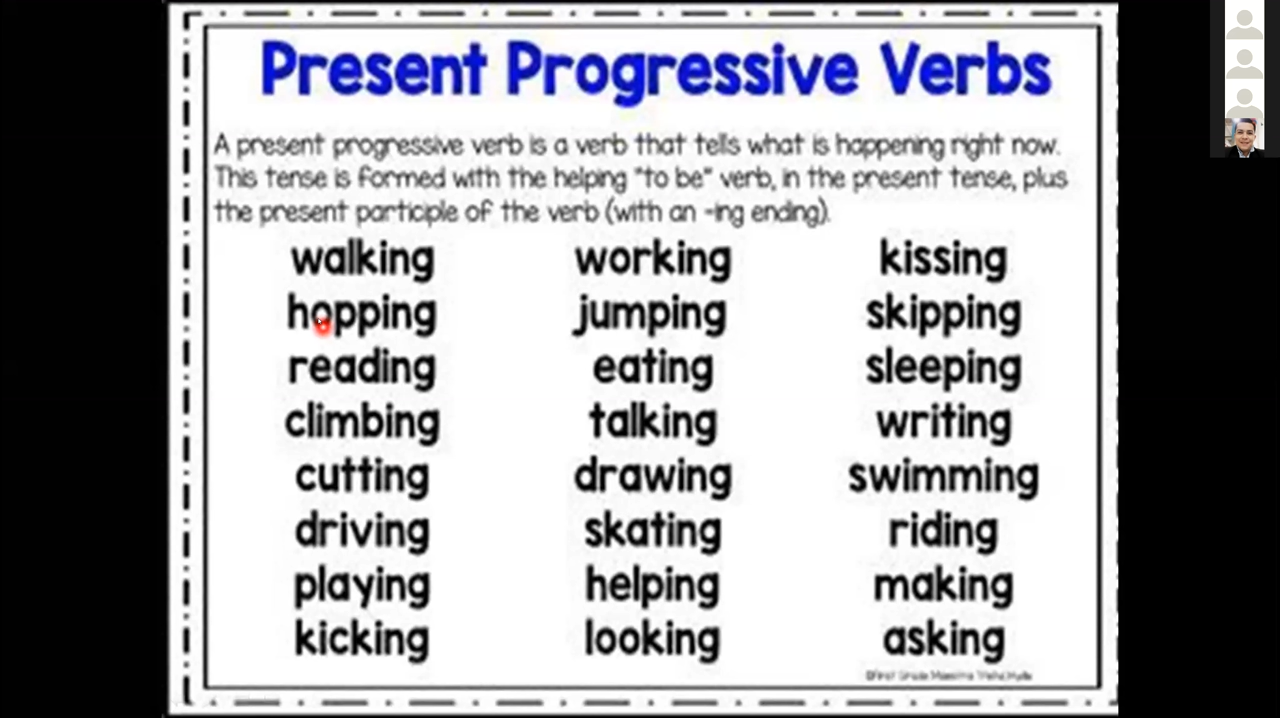 Present Progressive Verbs
A present progressive verb is a verb that tells what is happening right now.
This tense is formed with the helping "to be" verb, in the present tense, plus
the present participle of the verb (with an -ing ending).
walking working kissing
hopping jumping skipping
reading eating sleeping
climbing talking writing
cutting drawing swimming
driving skating riding
playing helping making
kicking looking asking